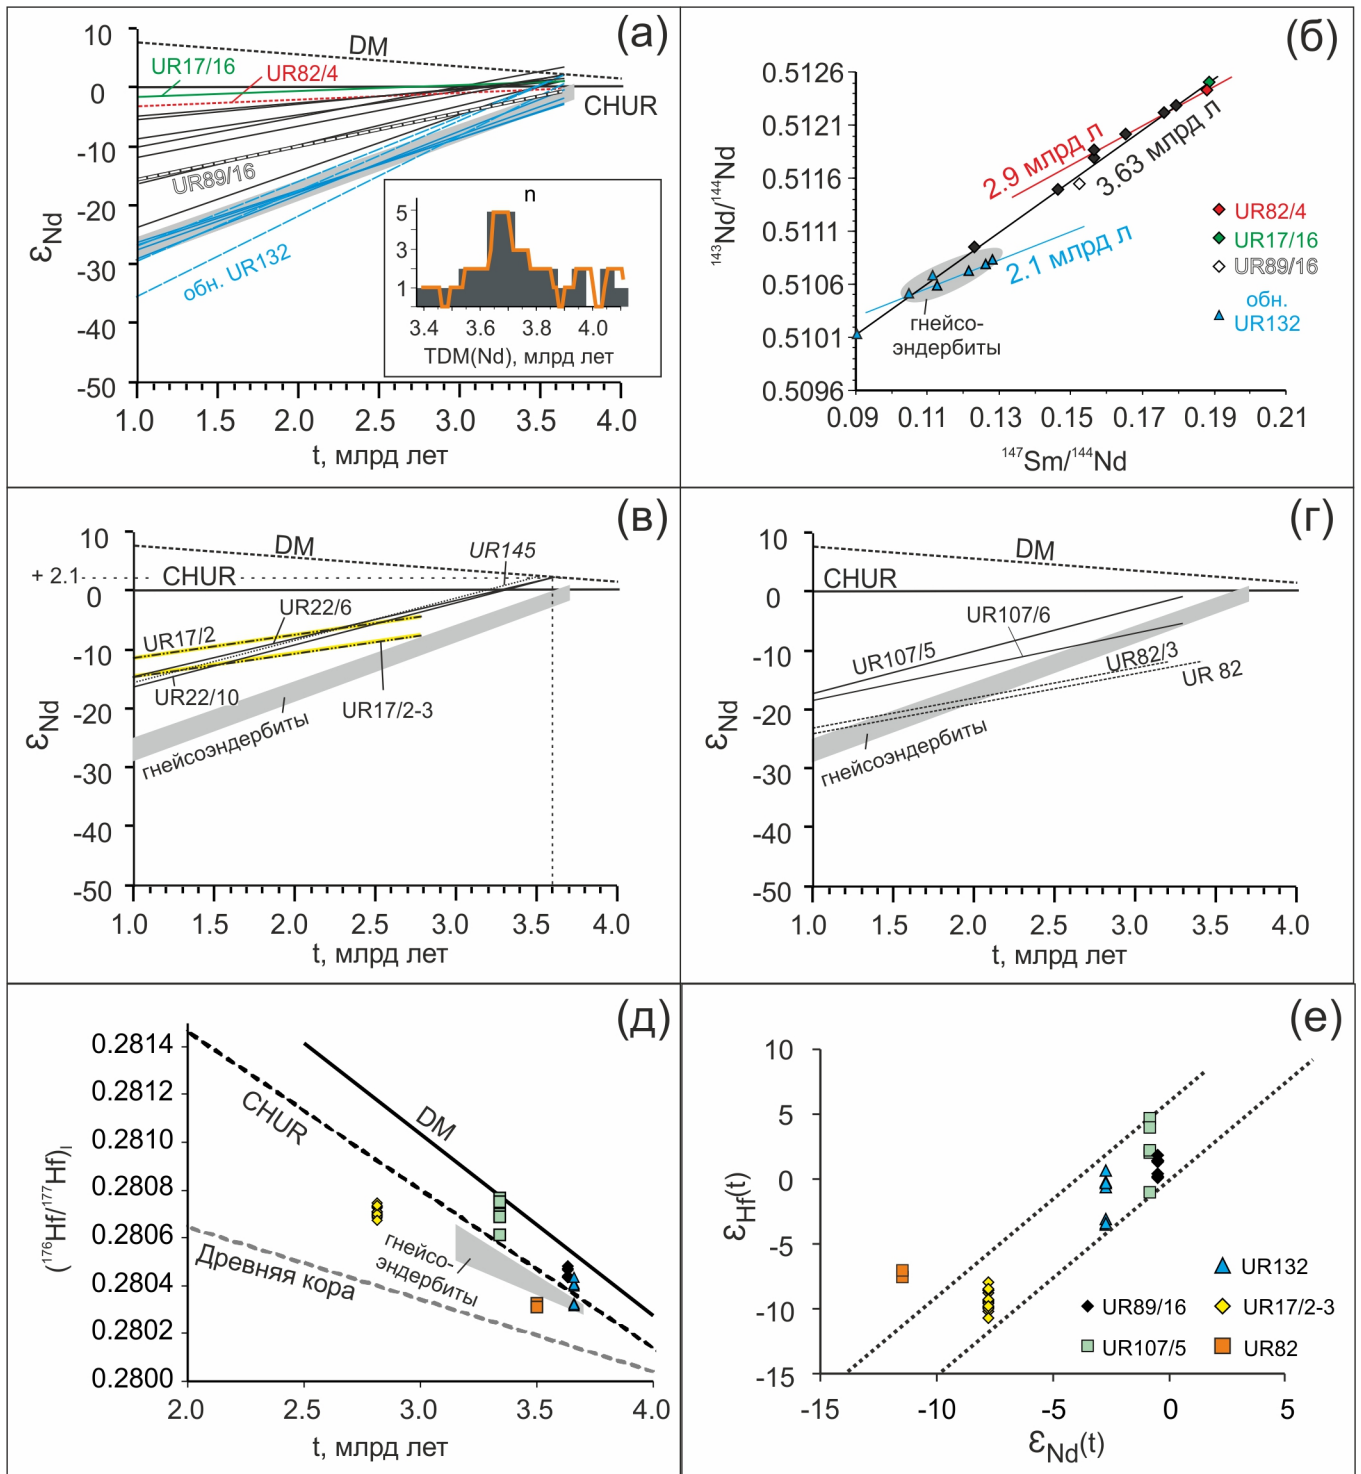 (а)
10
0
-10
-20
-30
-40
-50
εNd
DM
UR17/16
UR82/4
CHUR
UR89/16
обн. UR132
n
5
3
1
3.4 3.6 3.8 4.0
TDM(Nd), млрд лет
1.0 1.5 2.0 2.5 3.0 3.5 4.0
t, млрд лет
(б)
0.5126
0.5121
0.5116
0.5111
0.5106
0.5101
0.5096
143Nd/144Nd
2.9 млрд л
3.63 млрд л
2.1 млрд л
гнейсо-
эндербиты
UR82/4
UR17/16
UR89/16
обн.
UR132
0.09 0.11 0.13 0.15 0.17 0.19 0.21
147Sm/144Nd
(в)
10
+ 2.1
0
-10
-20
-30
-40
-50
εNd
DM
UR145
CHUR
UR22/6
UR17/2
UR22/10
UR17/2-3
гнейсоэндербиты
1.0 1.5 2.0 2.5 3.0 3.5 4.0
t, млрд лет
(г)
10
0
-10
-20
-30
-40
-50
εNd
DM
CHUR
UR107/6
UR107/5
UR82/3
UR 82
гнейсоэндербиты
1.0 1.5 2.0 2.5 3.0 3.5 4.0
t, млрд лет
(д)
0.2814
0.2812
0.2810
0.2808
0.2806
0.2804
0.2802
0.2800
(176Hf/177Hf)i
CHUR
DM
гнейсо-
эндербиты
Древняя кора
2.0 2.5 3.0 3.5 4.0
t, млрд лет
(е)
10
5
0
-5
-10
-15
εHf(t)
UR132
UR89/16
UR17/2-3
UR107/5
UR82
-15 -10 -5 0 5
εNd(t)